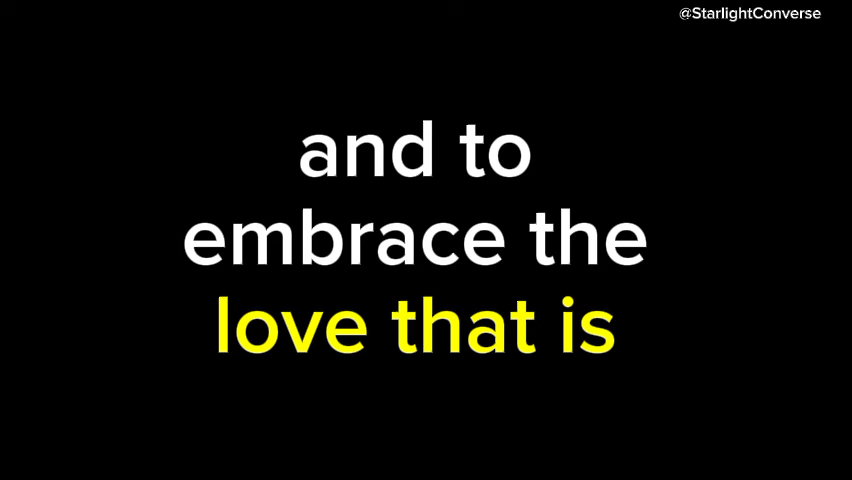 @StarlightConverse
and to
embrace the
love that is